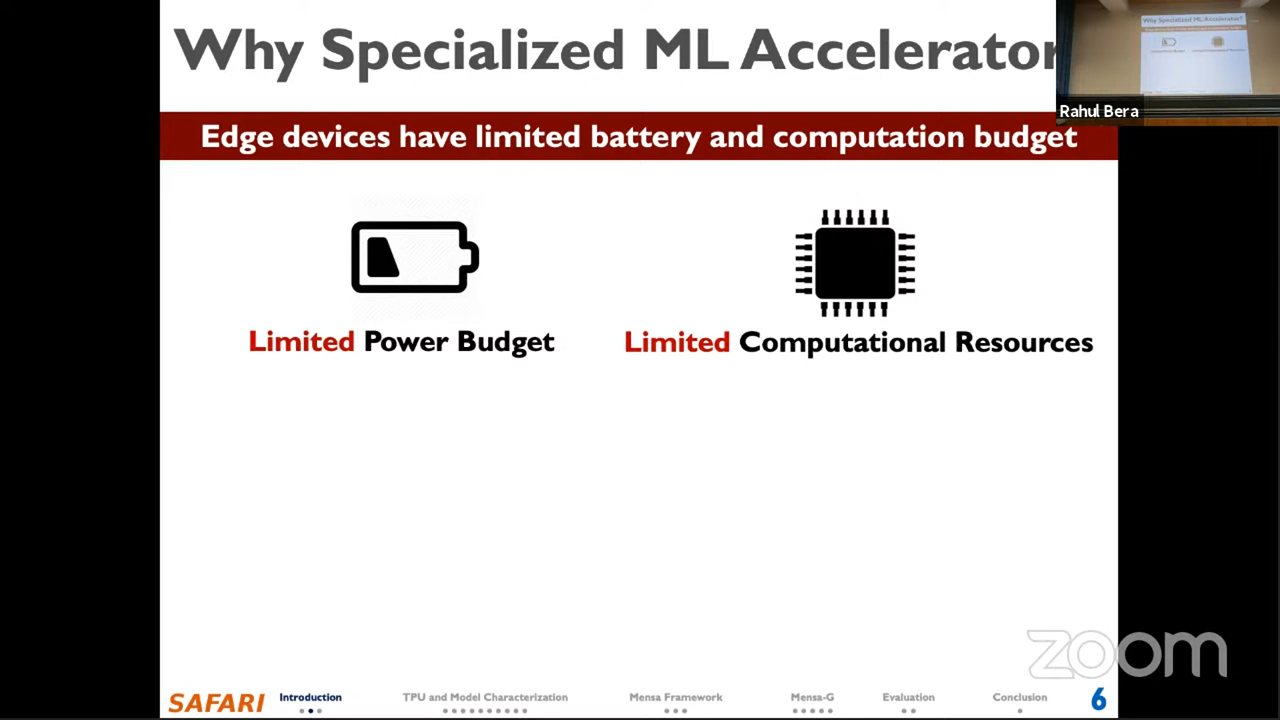 Why Specialized ML Accelerator
Rahul Bera
Edge devices have limited battery and computation budget
Limited Power Budget
Limited Computational Resources
zoom
SAFARI
Introduction
TPU and Model Characterization
Mensa Framework
Mensa-G
Evaluation
Conclusion
6